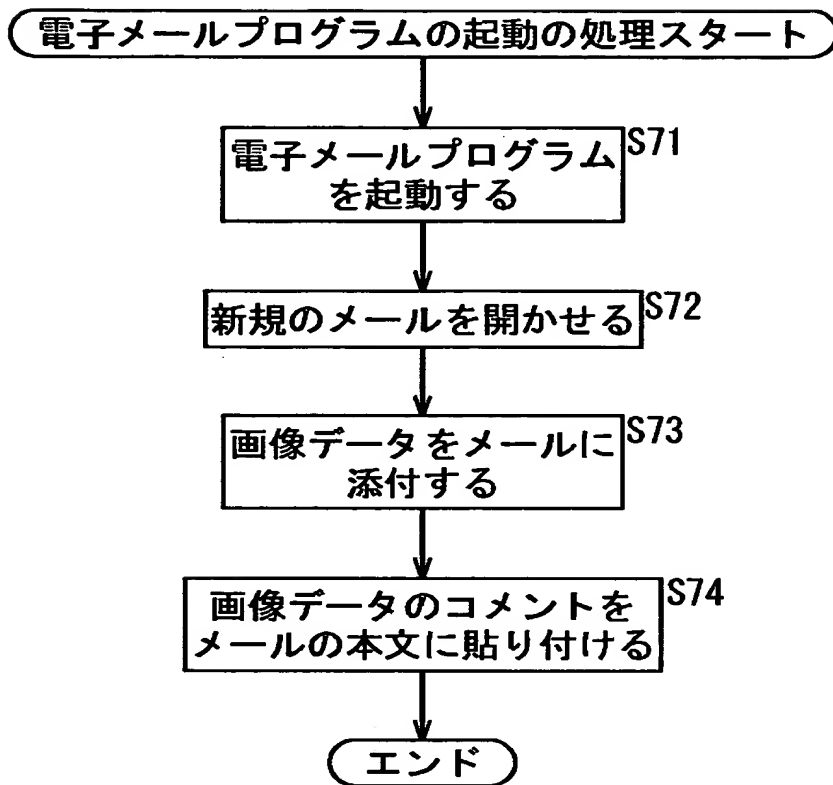 電子メールプログラムの起動の処理スタート
S71
電子メールプログラム
を起動する
S72
新規のメールを開かせる
S73
画像データをメールに
添付する
S74
画像データのコメントを
メールの本文に貼り付ける
エンド